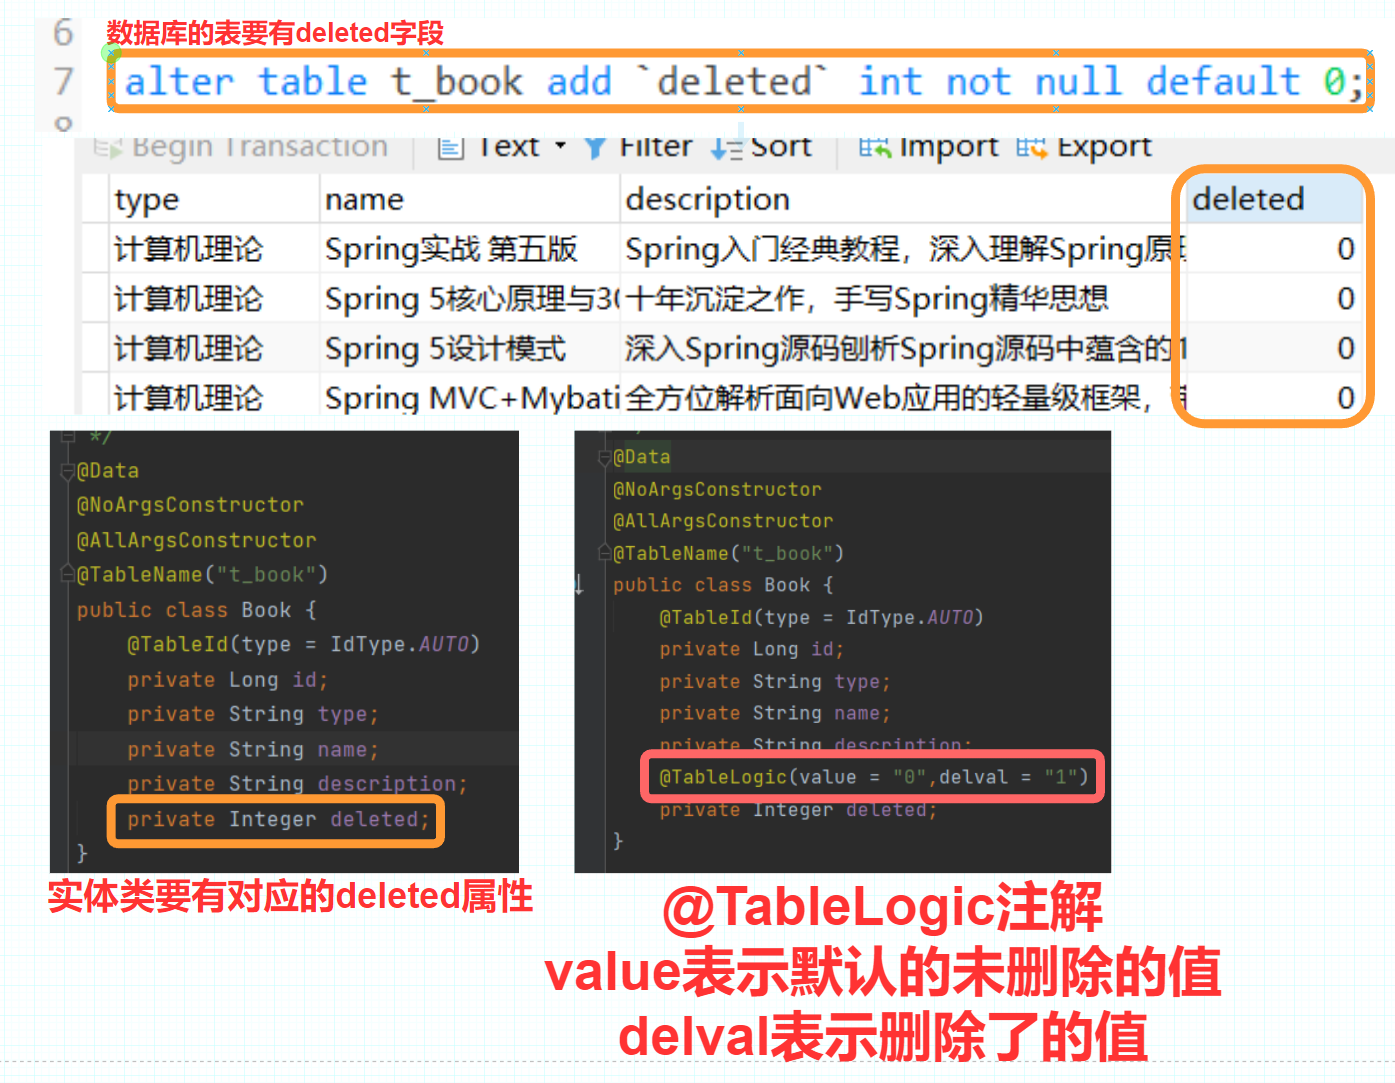 6
数据库的表要有deleted字段
7
alter table t_book add `deleted` int not null default 0;
8
Begin Transaction Text Filter Sort Import Export
type name description deleted
计算机理论 Spring实战 第五版 Spring入门经典教程，深入理解Spring原理 0
计算机理论 Spring 5核心原理与30 十年沉淀之作，手写Spring精华思想 0
计算机理论 Spring 5设计模式 深入Spring源码刨析Spring源码中蕴含的1 0
计算机理论 Spring MVC+Mybati 全方位解析面向Web应用的轻量级框架， 0
*/
@Data
@NoArgsConstructor
@AllArgsConstructor
@TableName("t_book")
public class Book {
@TableId(type = IdType.AUTO)
private Long id;
private String type;
private String name;
private String description;
private Integer deleted;
}
实体类要有对应的deleted属性
@Data
@NoArgsConstructor
@AllArgsConstructor
@TableName("t_book")
public class Book {
@TableId(type = IdType.AUTO)
private Long id;
private String type;
private String name;
private String description;
@TableLogic(value = "0",delval = "1")
private Integer deleted;
}
@TableLogic注解
value表示默认的未删除的值
delval表示删除了的值